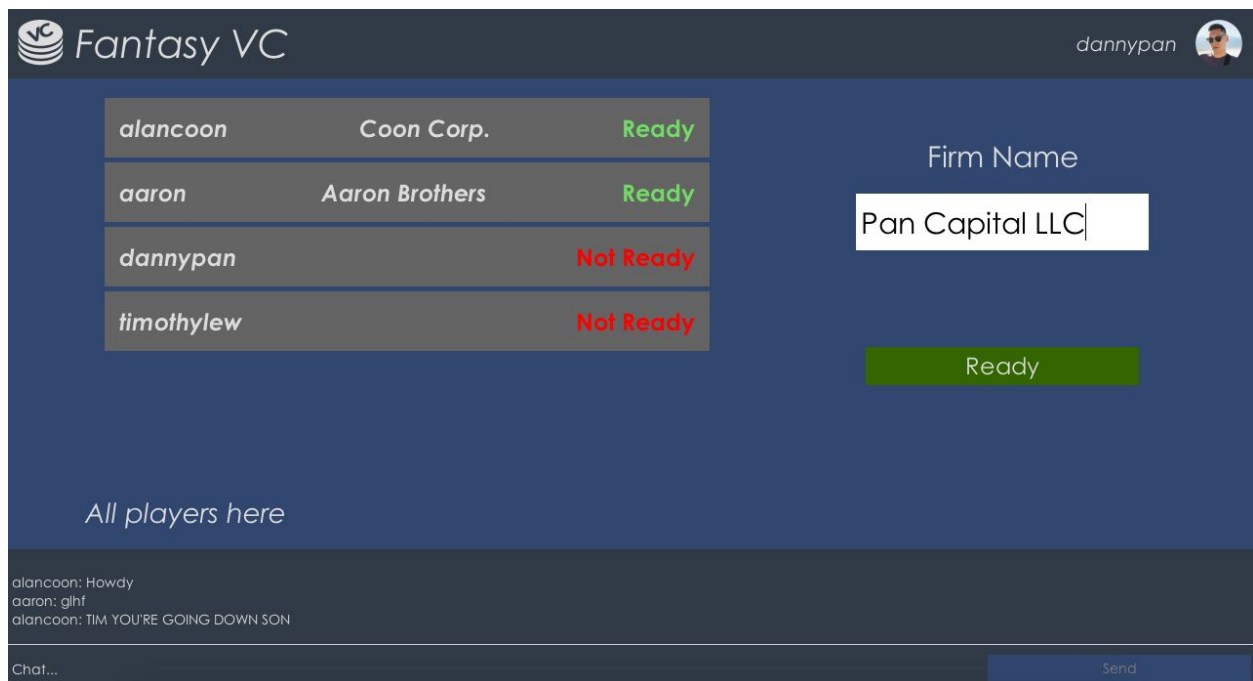 VC Fantasy VC dannypan
alancoon Coon Corp. Ready
aaron Aaron Brothers Ready
dannypan Not Ready
timothylew Not Ready
Firm Name
Pan Capital LLC
Ready
All players here
alancoon: Howdy
aaron: glhf
alancoon: TIM YOU'RE GOING DOWN SON
Chat... Send